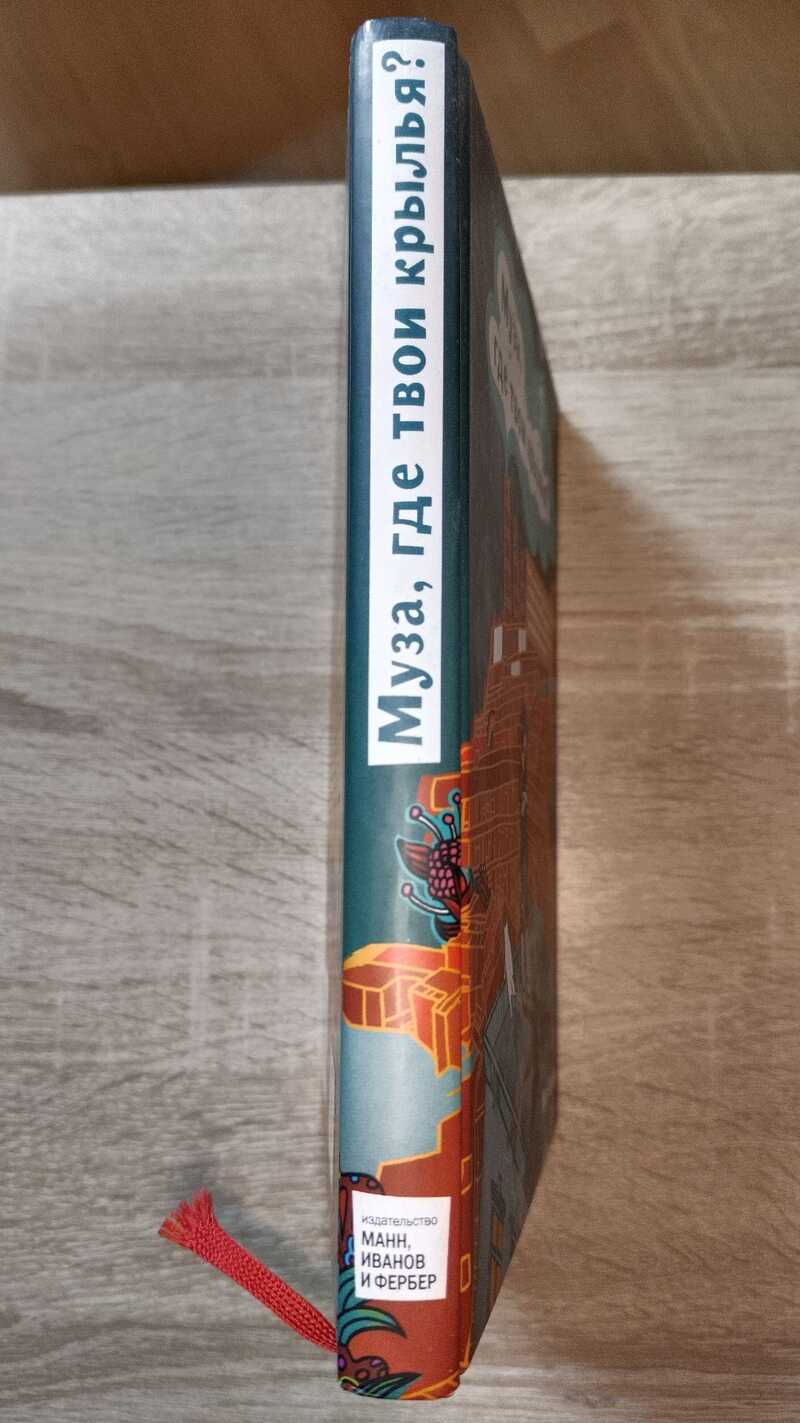 Муза, где твои крылья?
издательство
МАНН,
ИВАНОВ
И ФЕРБЕР